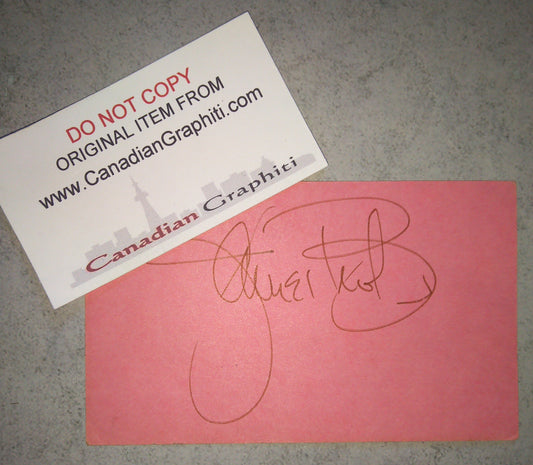 DO NOT COPY
ORIGINAL ITEM FROM
www.CanadianGraphiti.com
Canadian Graphiti